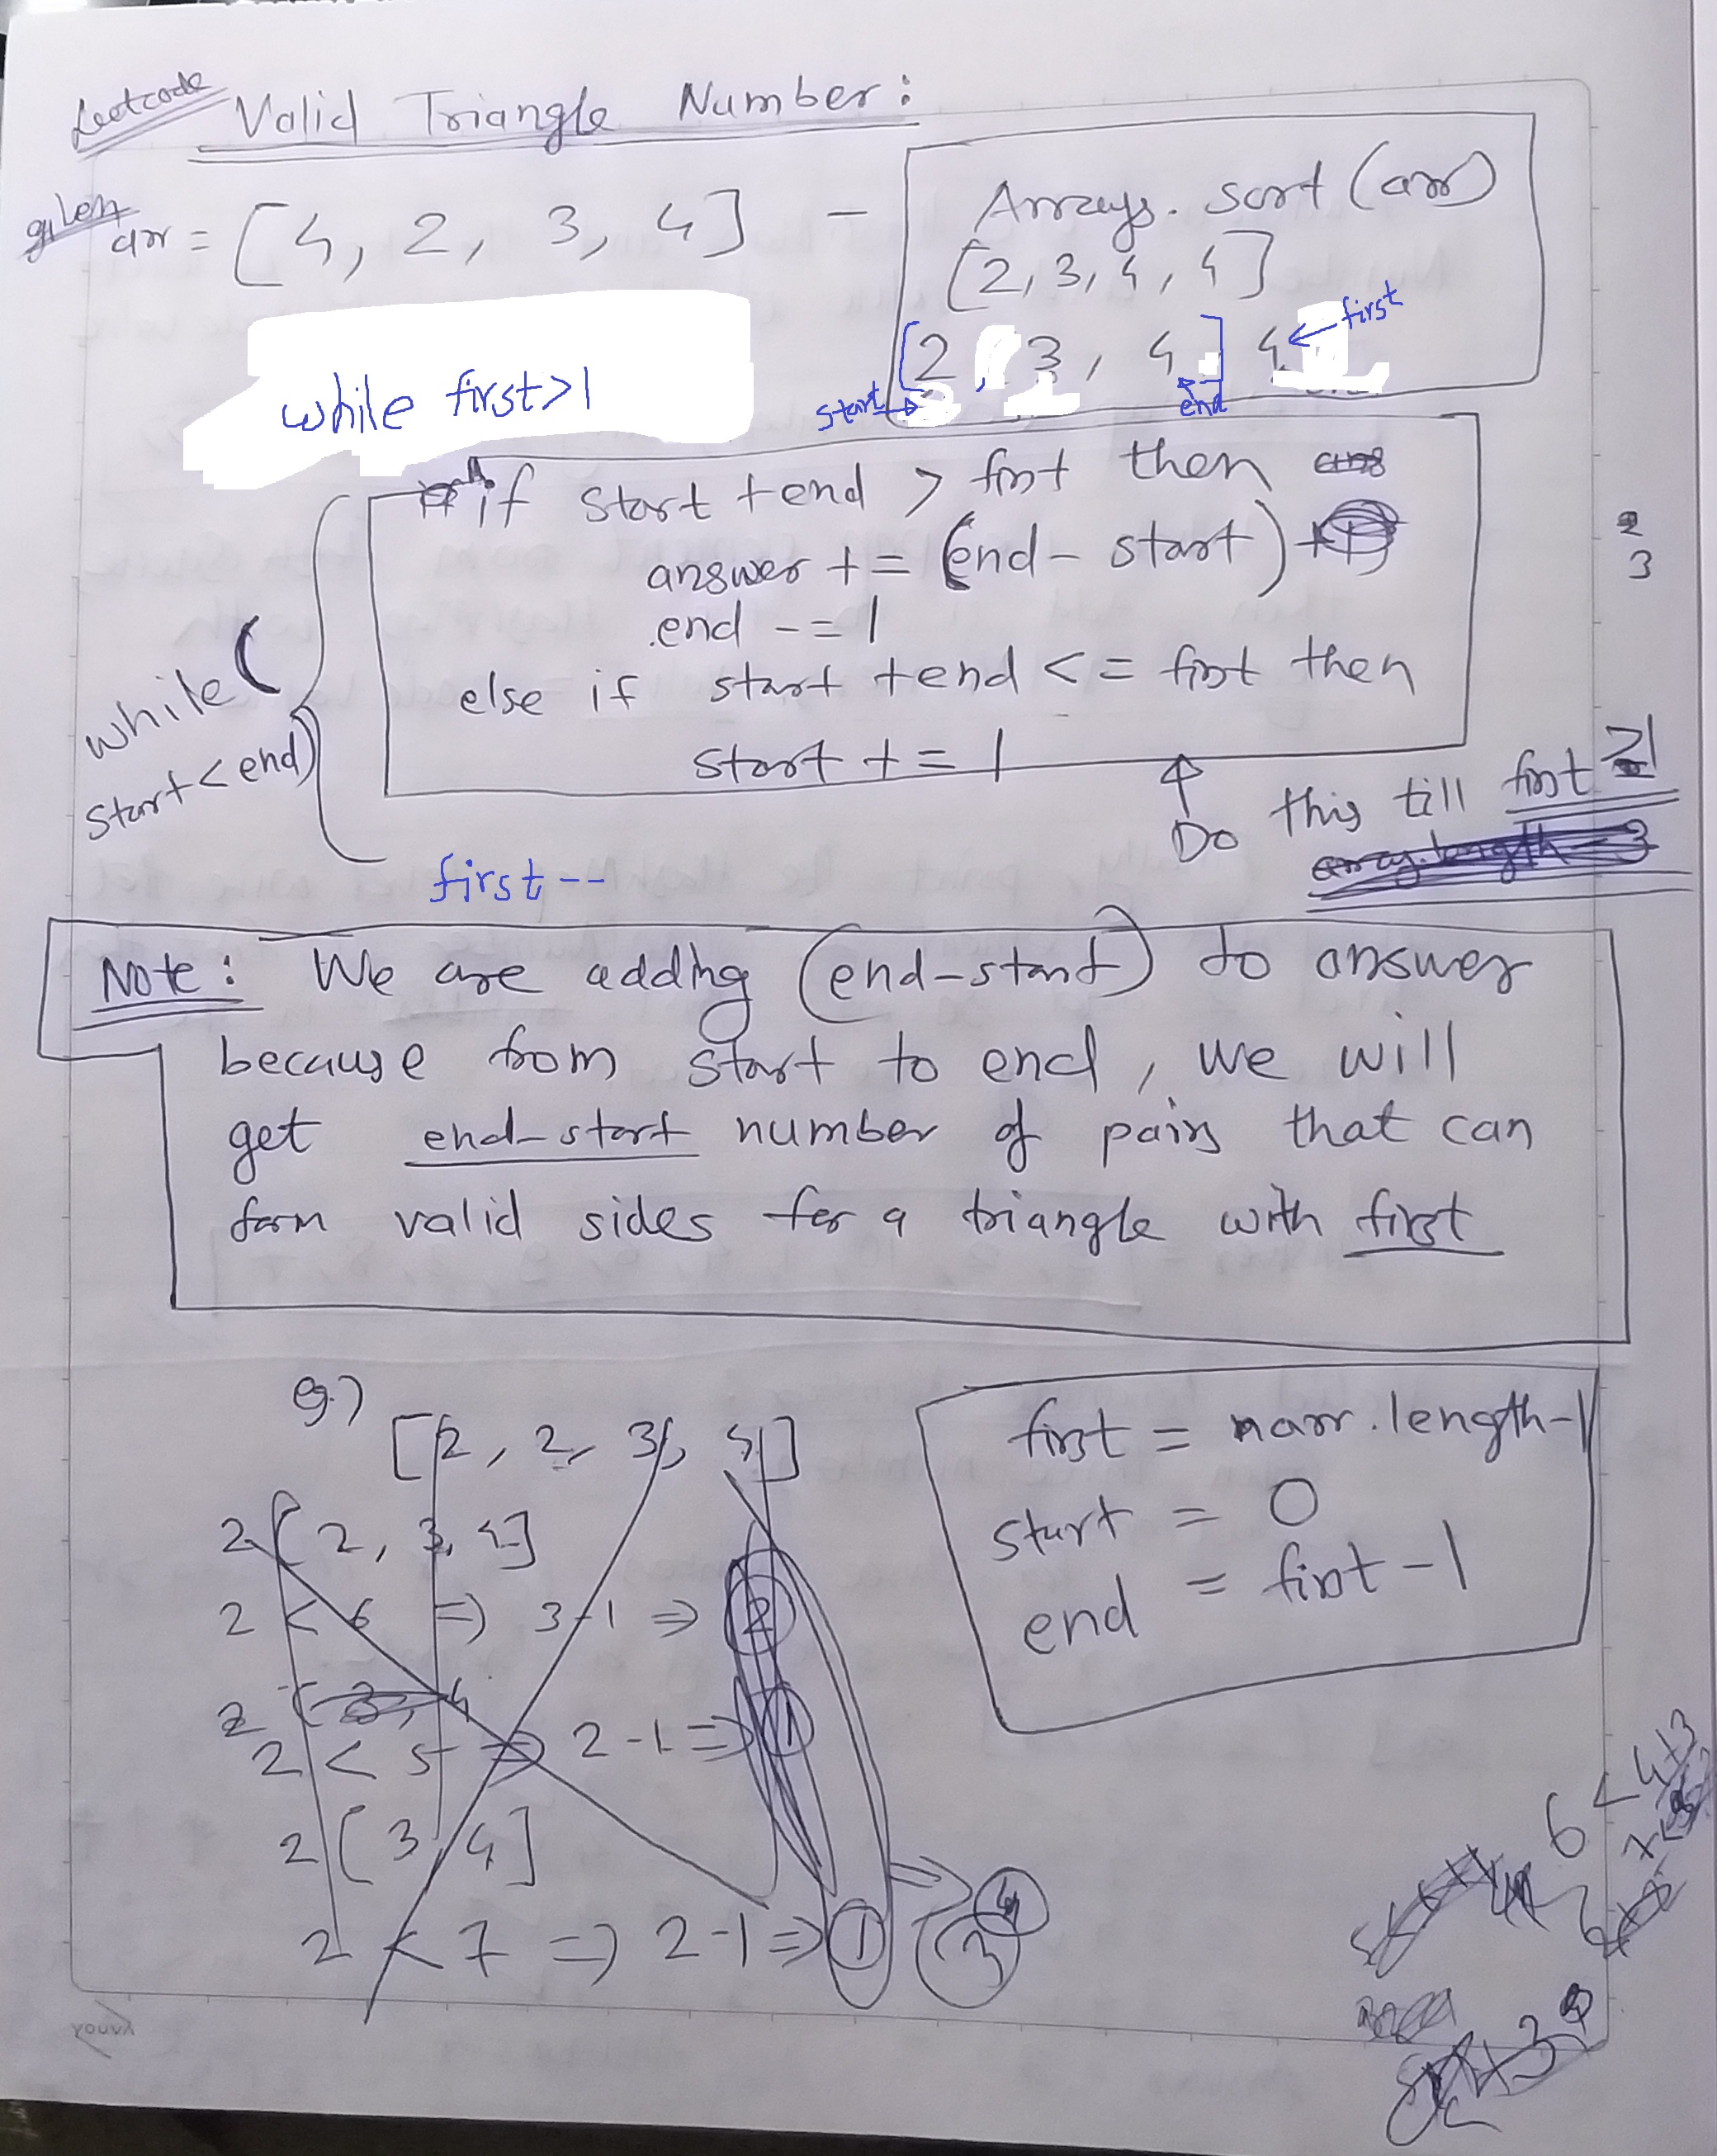 Leetcode Valid Triangle Number:
given arr = [4, 2, 3, 4] -
Arrays.sort(arr)
[2,3,4,4]
[2, 3, 4] 4 ← first
start → end
while first>1
if start + end > first then ans
answer += (end - start)
end -= 1
else if start + end <= first then
start += 1
while (start < end)
2
3
Do this till first >1
array.length-3
first--
Note: We are adding (end-start) to answer
because from start to end, we will
get end-start number of pairs that can
form valid sides for a triangle with first
eg.)
[2, 2, 3, 4]
2 [2, 3, 4]
2 < 6 => 3-1 => 2
2 < 5 => 2-1 => 1
2 [3, 4]
2 < 7 => 2-1 => 1
3
first = narr.length-1
start = 0
end = first-1
6 < 4+3
youva